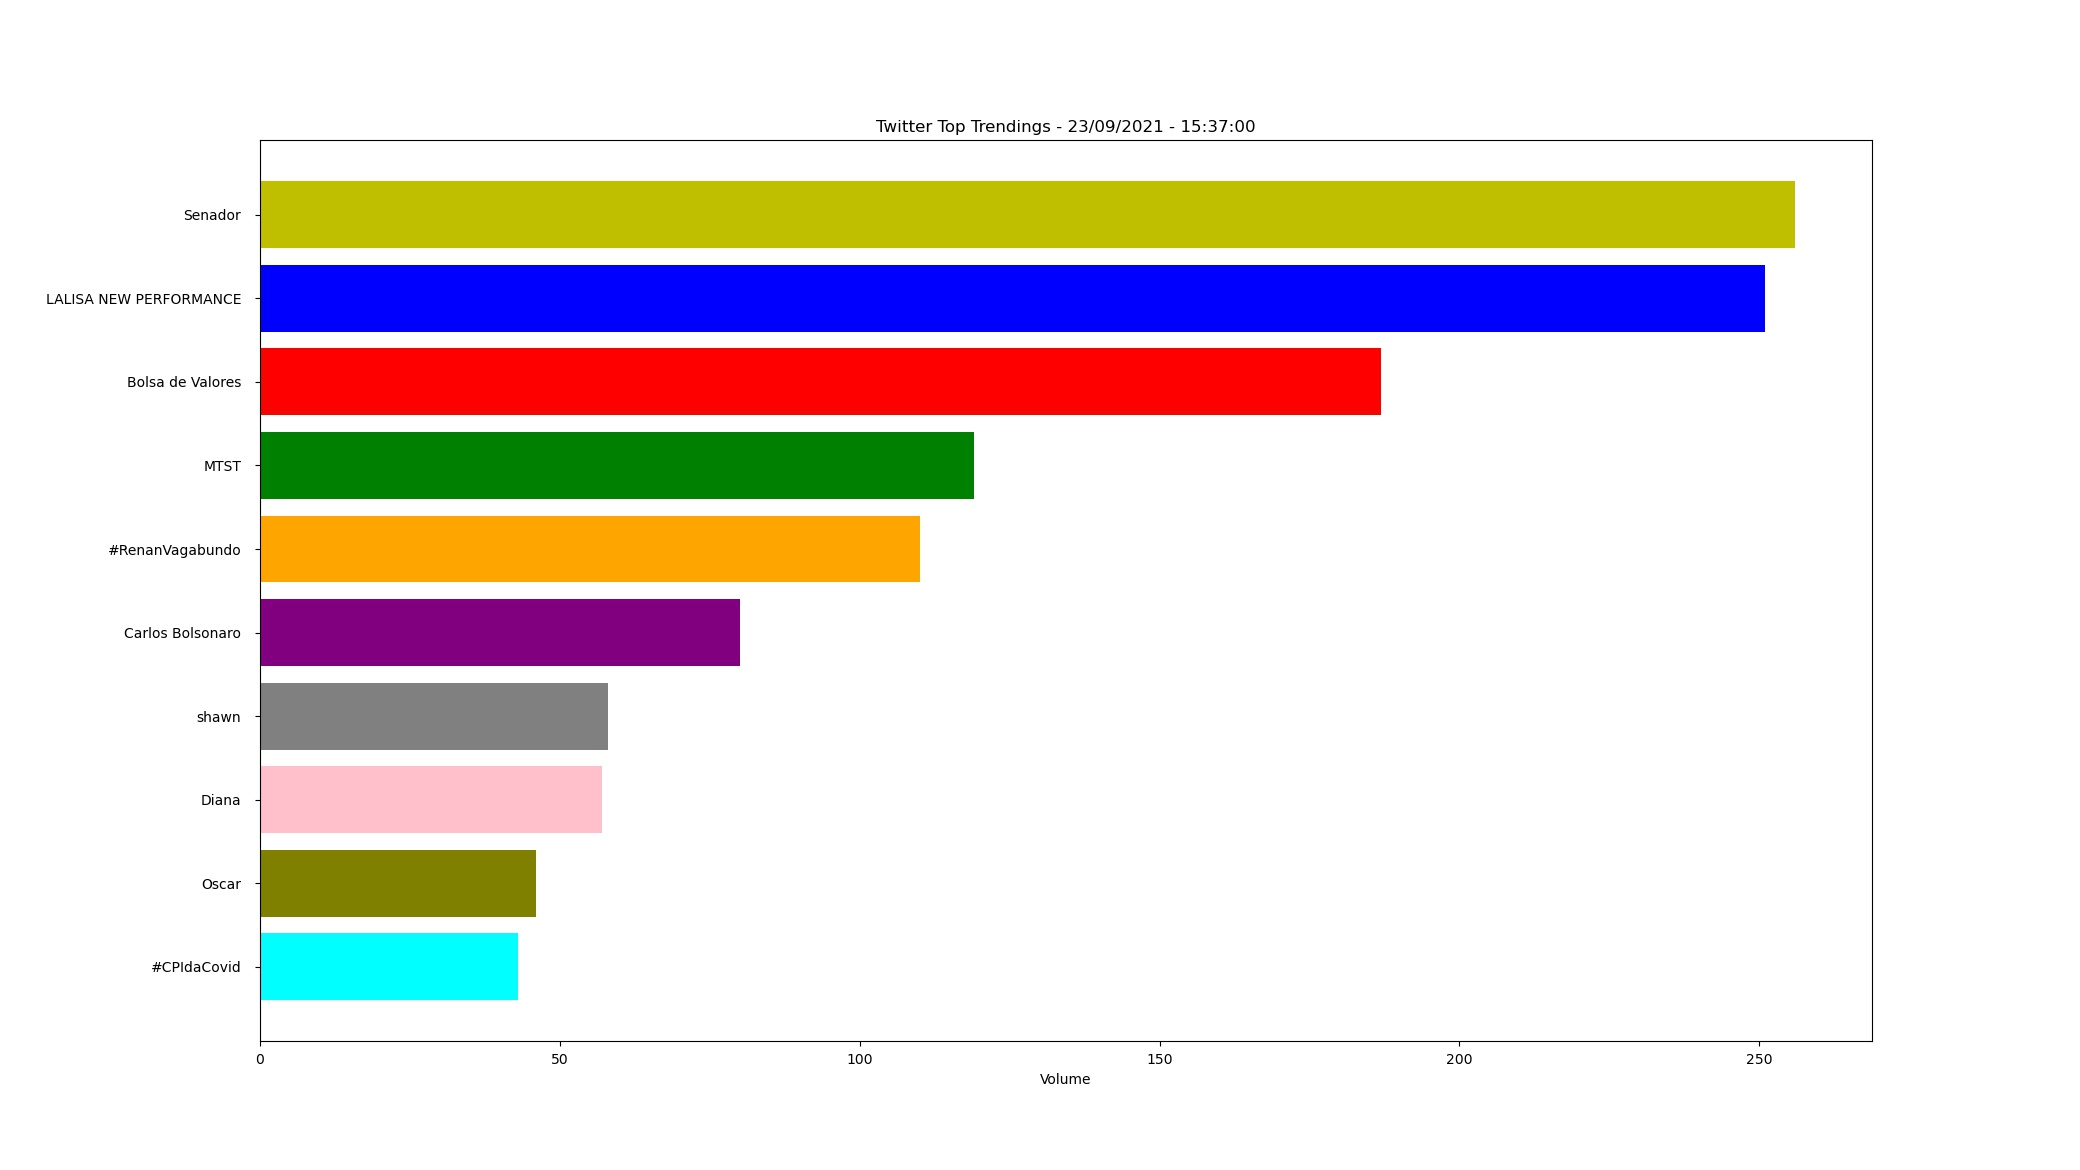 Twitter Top Trendings - 23/09/2021 - 15:37:00
Senador
LALISA NEW PERFORMANCE
Bolsa de Valores
MTST
#RenanVagabundo
Carlos Bolsonaro
shawn
Diana
Oscar
#CPIdaCovid
0 50 100 150 200 250
Volume